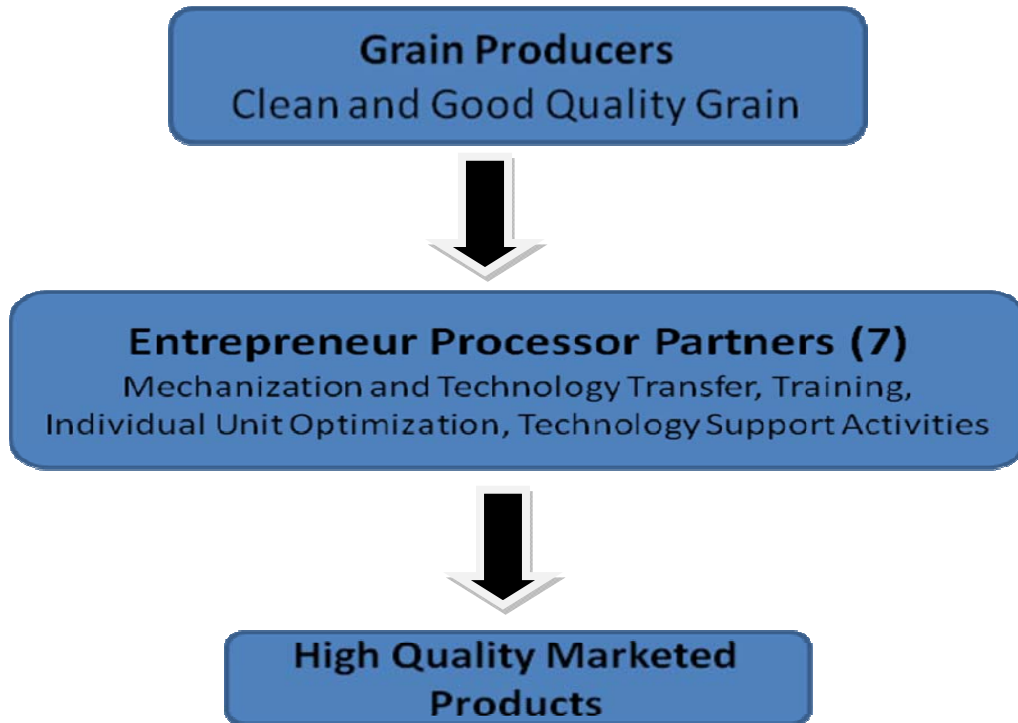 Grain Producers
Clean and Good Quality Grain
Entrepreneur Processor Partners (7)
Mechanization and Technology Transfer, Training,
Individual Unit Optimization, Technology Support Activities
High Quality Marketed
Products